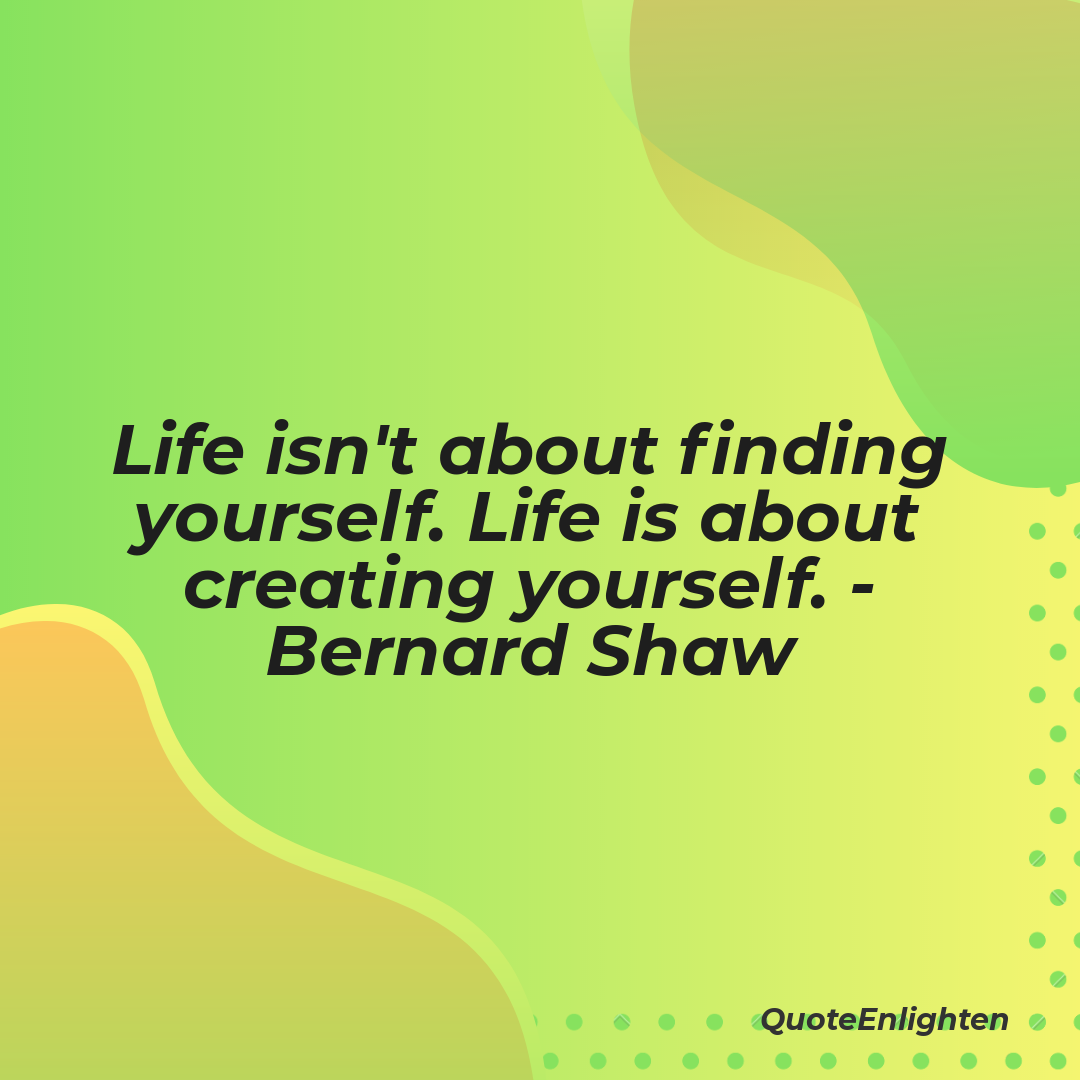 Life isn't about finding
yourself. Life is about
creating yourself. -
Bernard Shaw
QuoteEnlighten